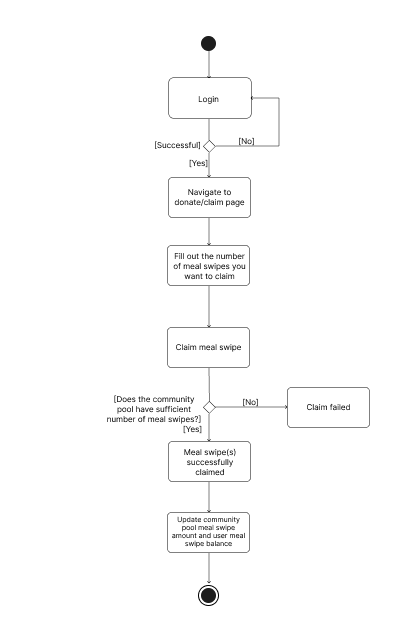 Login
[Successful]
[No]
[Yes]
Navigate to
donate/claim page
Fill out the number
of meal swipes you
want to claim
Claim meal swipe
[Does the community
pool have sufficient
number of meal swipes?]
[No]
Claim failed
[Yes]
Meal swipe(s)
successfully
claimed
Update community
pool meal swipe
amount and user meal
swipe balance